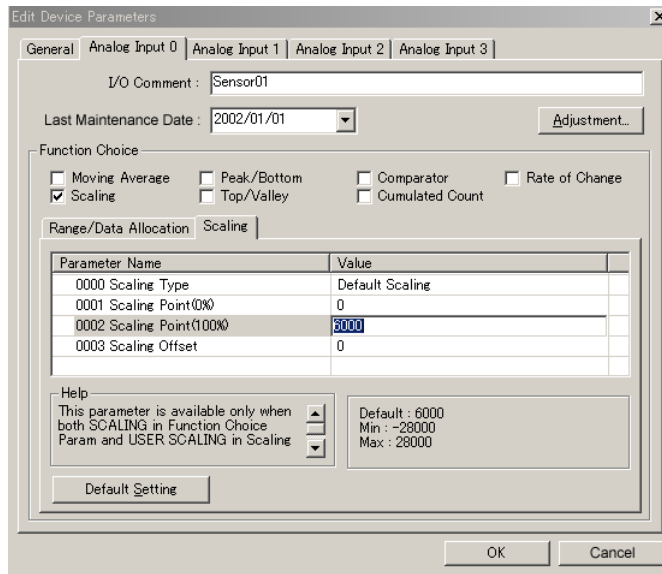 Edit Device Parameters
General Analog Input 0 Analog Input 1 Analog Input 2 Analog Input 3
I/O Comment : Sensor01
Last Maintenance Date : 2002/01/01 Adjustment...
Function Choice
Moving Average Peak/Bottom Comparator Rate of Change
Scaling Top/Valley Cumulated Count
Range/Data Allocation Scaling
Parameter Name Value
0000 Scaling Type Default Scaling
0001 Scaling Point(0%) 0
0002 Scaling Point(100%) 6000
0003 Scaling Offset 0
Help
This parameter is available only when
both SCALING in Function Choice
Param and USER SCALING in Scaling
Default : 6000
Min : -28000
Max : 28000
Default Setting
OK Cancel